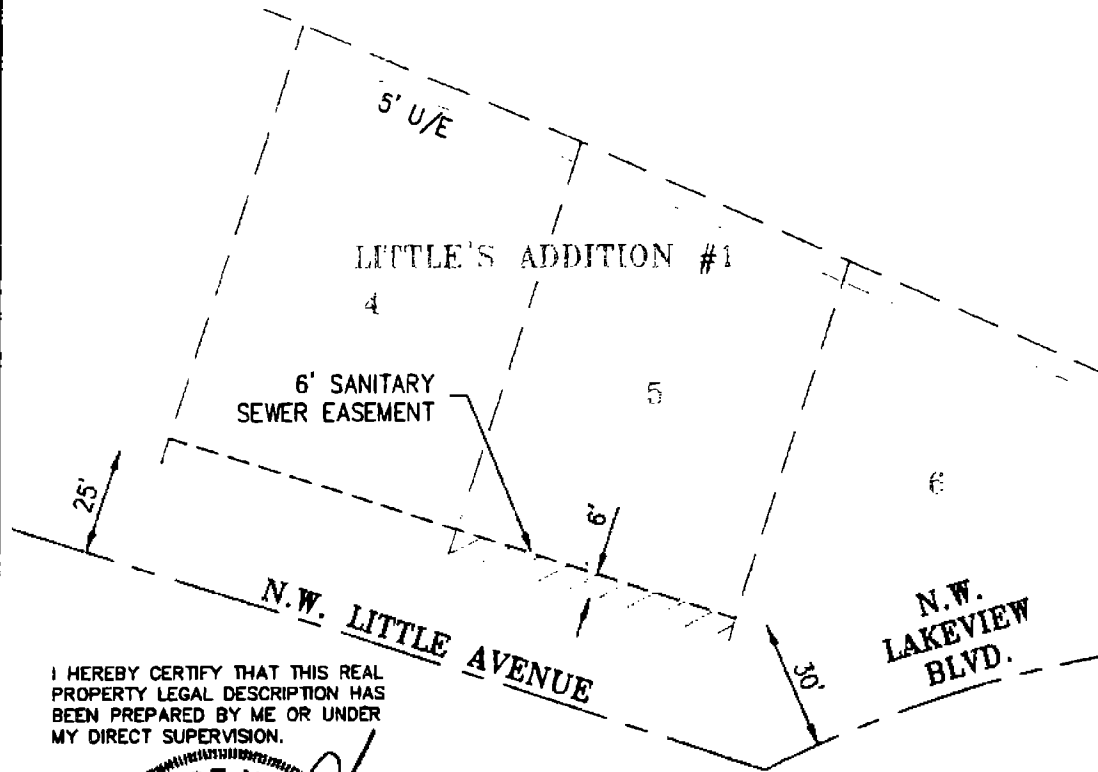 5' U/E
LITTLE'S ADDITION #1
4
6' SANITARY
SEWER EASEMENT
5
6
25'
6'
N.W. LITTLE AVENUE
30'
N.W.
LAKEVIEW
BLVD.
I HEREBY CERTIFY THAT THIS REAL
PROPERTY LEGAL DESCRIPTION HAS
BEEN PREPARED BY ME OR UNDER
MY DIRECT SUPERVISION.